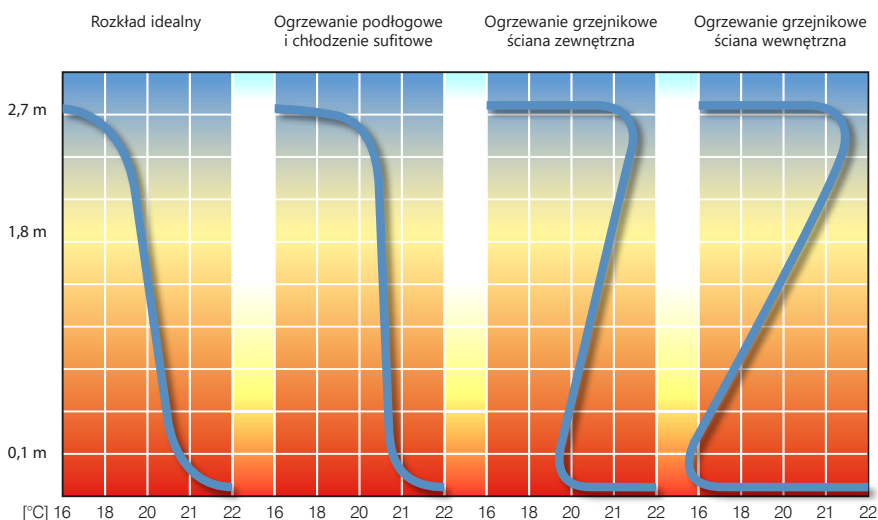 Rozkład idealny
Ogrzewanie podłogowe
i chłodzenie sufitowe
Ogrzewanie grzejnikowe
ściana zewnętrzna
Ogrzewanie grzejnikowe
ściana wewnętrzna
2,7 m
1,8 m
0,1 m
[°C] 16 18 20 21 22 16 18 20 21 22 16 18 20 21 22 16 18 20 21 22